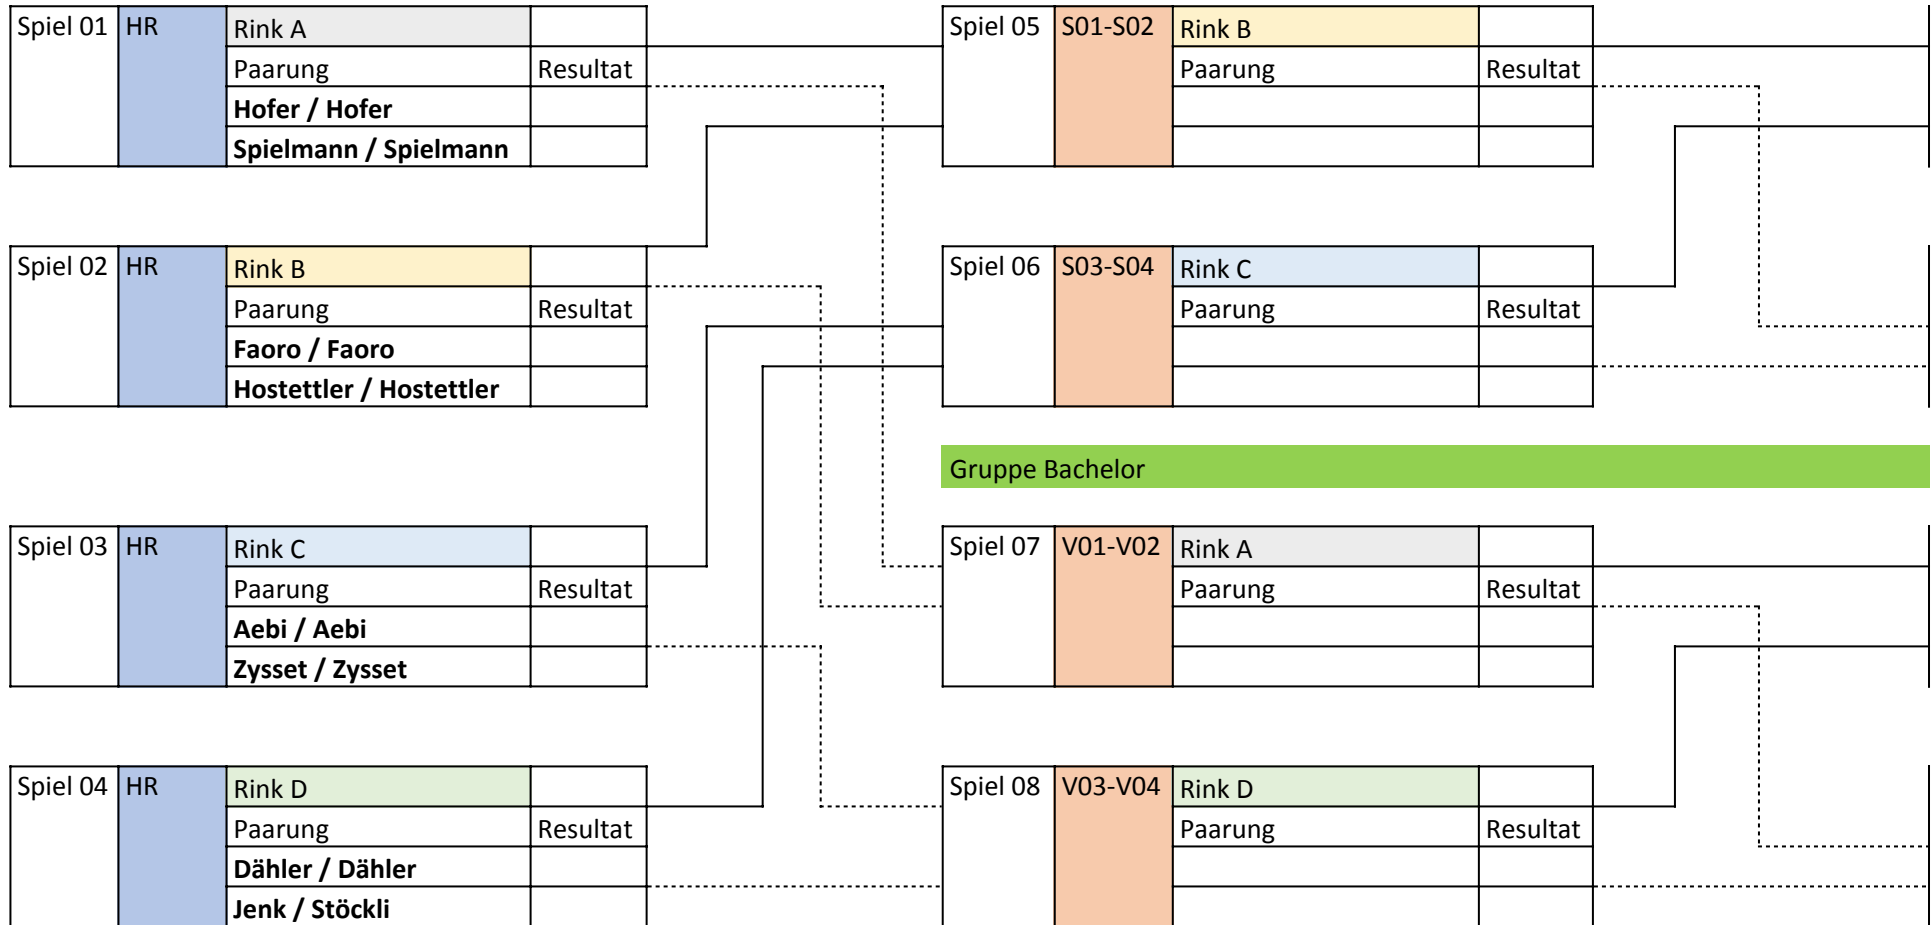 Spiel 01 HR Rink A
Paarung Resultat
Hofer / Hofer
Spielmann / Spielmann
Spiel 02 HR Rink B
Paarung Resultat
Faoro / Faoro
Hostettler / Hostettler
Spiel 03 HR Rink C
Paarung Resultat
Aebi / Aebi
Zysset / Zysset
Spiel 04 HR Rink D
Paarung Resultat
Dähler / Dähler
Jenk / Stöckli
Spiel 05 S01-S02 Rink B
Paarung Resultat
Spiel 06 S03-S04 Rink C
Paarung Resultat
Gruppe Bachelor
Spiel 07 V01-V02 Rink A
Paarung Resultat
Spiel 08 V03-V04 Rink D
Paarung Resultat